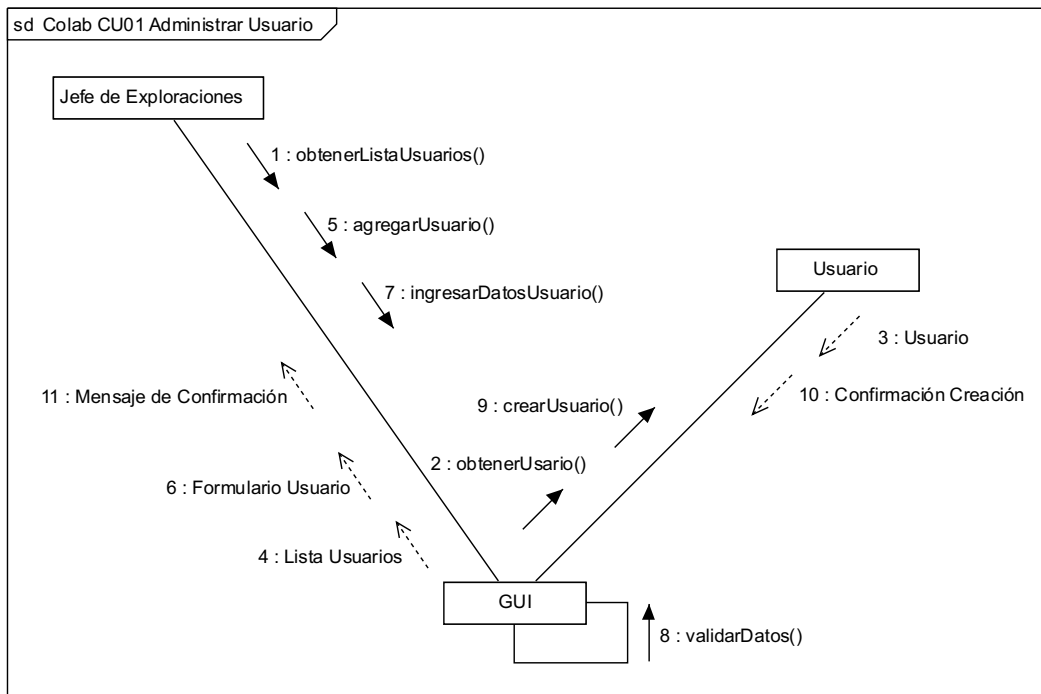 sd Colab CU01 Administrar Usuario
Jefe de Exploraciones
1 : obtenerListaUsuarios()
5 : agregarUsuario()
Usuario
7 : ingresarDatosUsuario()
3 : Usuario
11 : Mensaje de Confirmación
10 : Confirmación Creación
9 : crearUsuario()
2 : obtenerUsario()
6 : Formulario Usuario
4 : Lista Usuarios
GUI
8 : validarDatos()